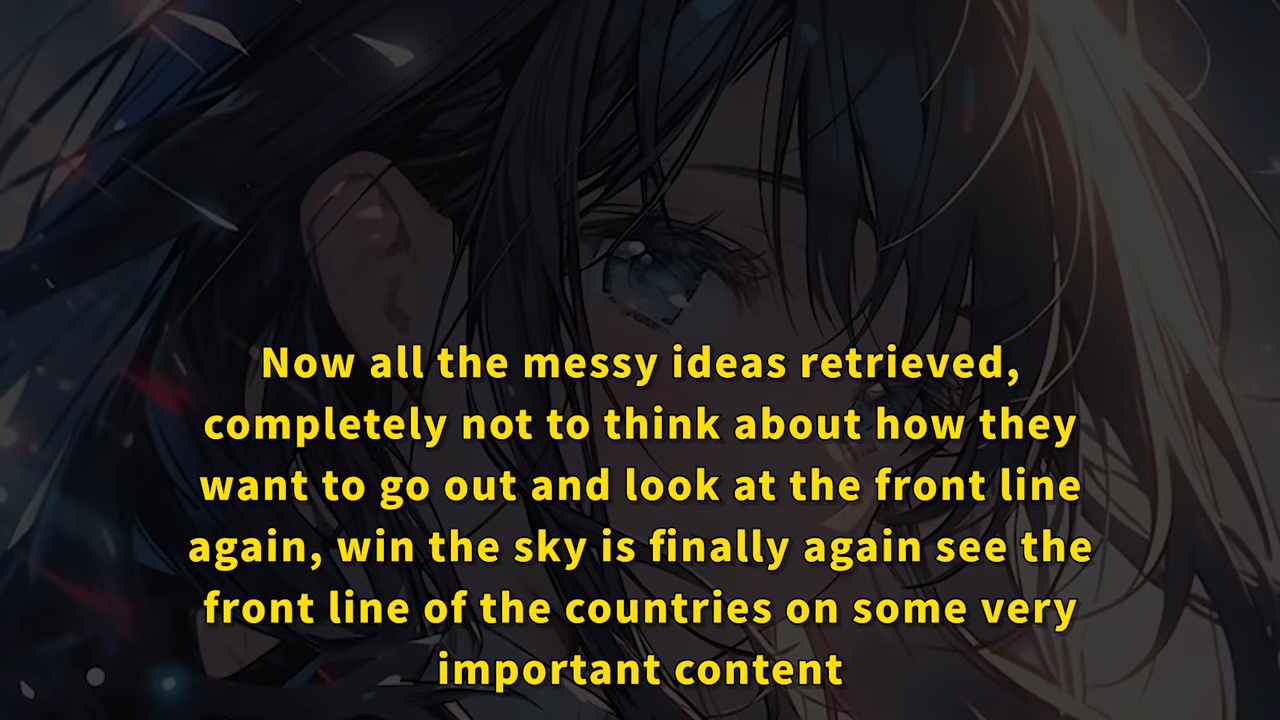 Now all the messy ideas retrieved,
completely not to think about how they
want to go out and look at the front line
again, win the sky is finally again see the
front line of the countries on some very
important content